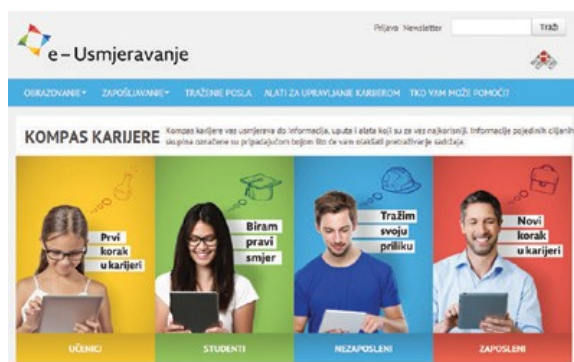 Prijava Newsletter
Traži
e-Usmjeravanje
OBRAZOVANJE ZAPOŠLJAVANJE TRAŽENJE POSLA ALATI ZA UPRAVLJANJE KARIJEROM TKO VAM MOŽE POMOĆI?
KOMPAS KARIJERE
Kompas karijere vas usmjerava do informacija, uputa i alata koji su za vas najkorisniji. Informacije pojedinih ciljanih
skupina označene su pripadajućom bojom što će vam olakšati pretraživanje sadržaja.
Prvi
korak
u karijeri
Biram
pravi
smjer
Tražim
svoju
priliku
Novi
korak
u karijeri
UČENICI
STUDENTI
NEZAPOSLENI
ZAPOSLENI